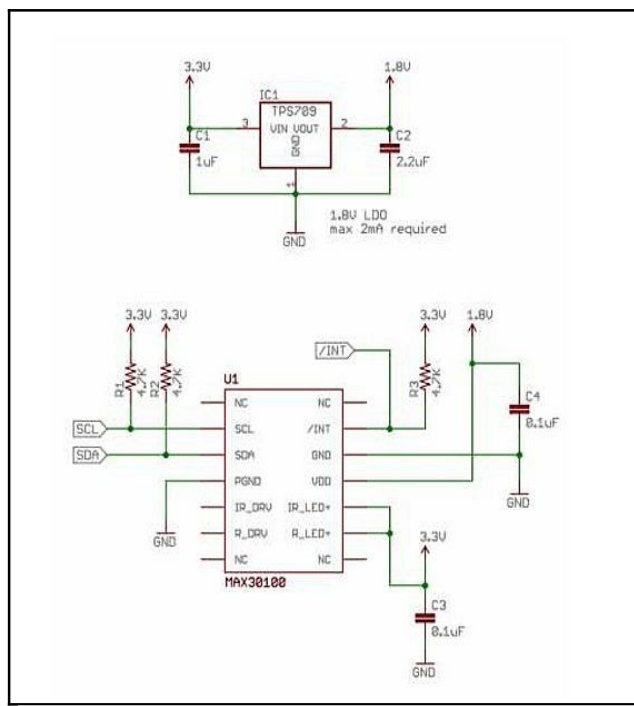 3.3V
1.8V
IC1
TPS709
3
VIN VOUT
2
C1
1uF
GND
C2
2.2uF
1
1.8V LDO
max 2mA required
GND
3.3V 3.3V
3.3V 1.8V
/INT
R1
4.7K
R2
4.7K
R3
4.7K
U1
C4
0.1uF
NC NC
SCL
SCL /INT
SDA
SDA GND
PGND VDD
GND
IR_DRV IR_LED+
GND
R_DRV R_LED+
3.3V
NC NC
MAX30100
C3
0.1uF
GND